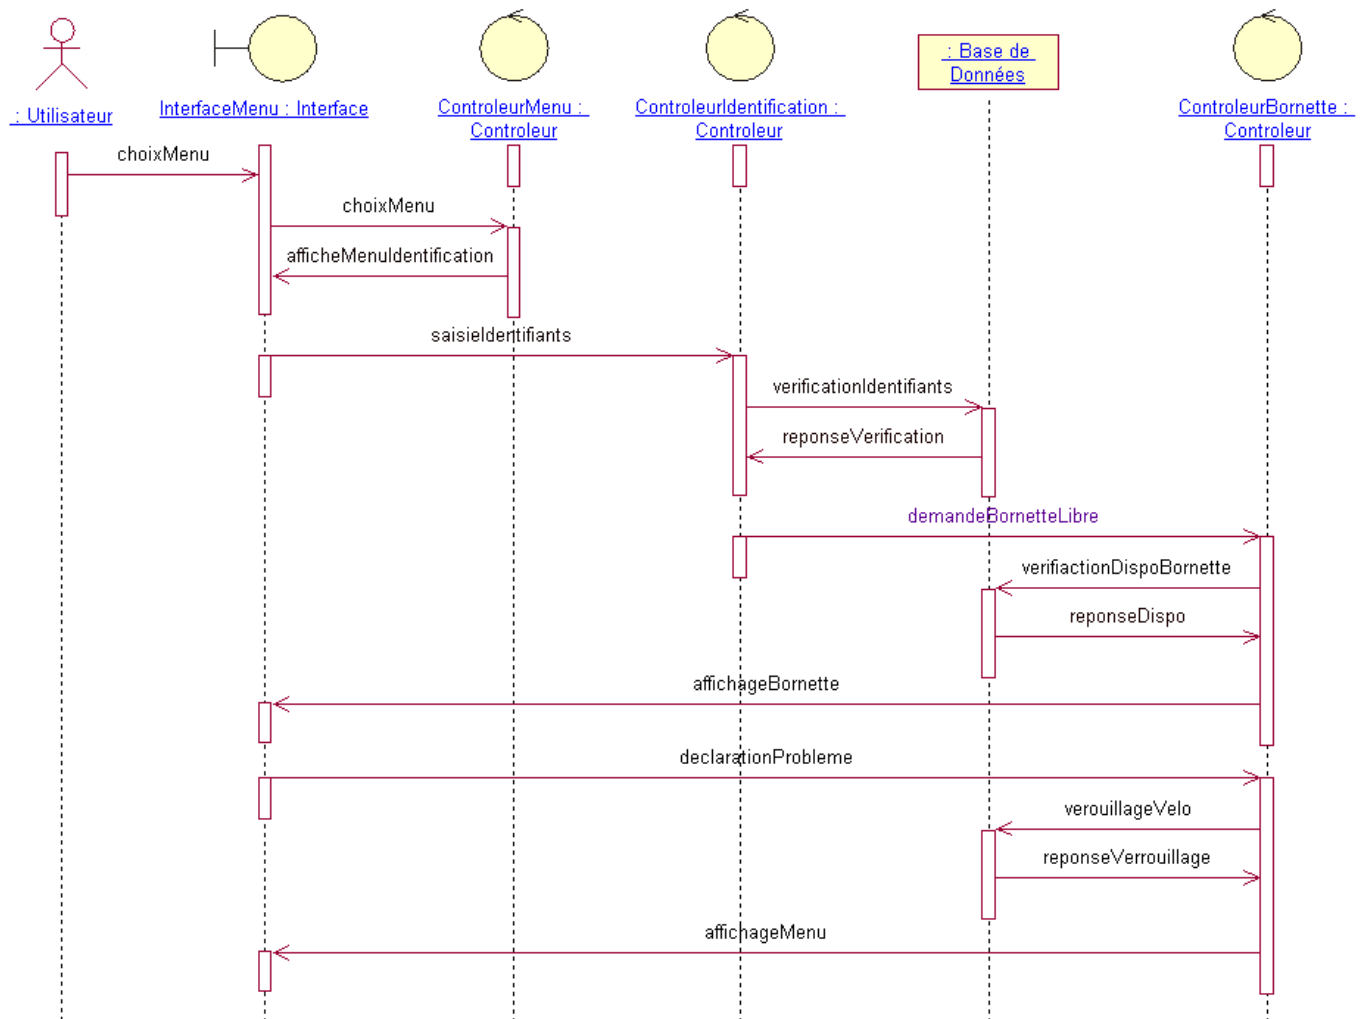 : Utilisateur
InterfaceMenu : Interface
ControleurMenu :
Controleur
ControleurIdentification :
Controleur
: Base de
Données
ControleurBornette :
Controleur
choixMenu
choixMenu
afficheMenuIdentification
saisieIdentifiants
verificationIdentifiants
reponseVerification
demandeBornetteLibre
verifiactionDispoBornette
reponseDispo
affichageBornette
declarationProbleme
verouillageVelo
reponseVerrouillage
affichageMenu